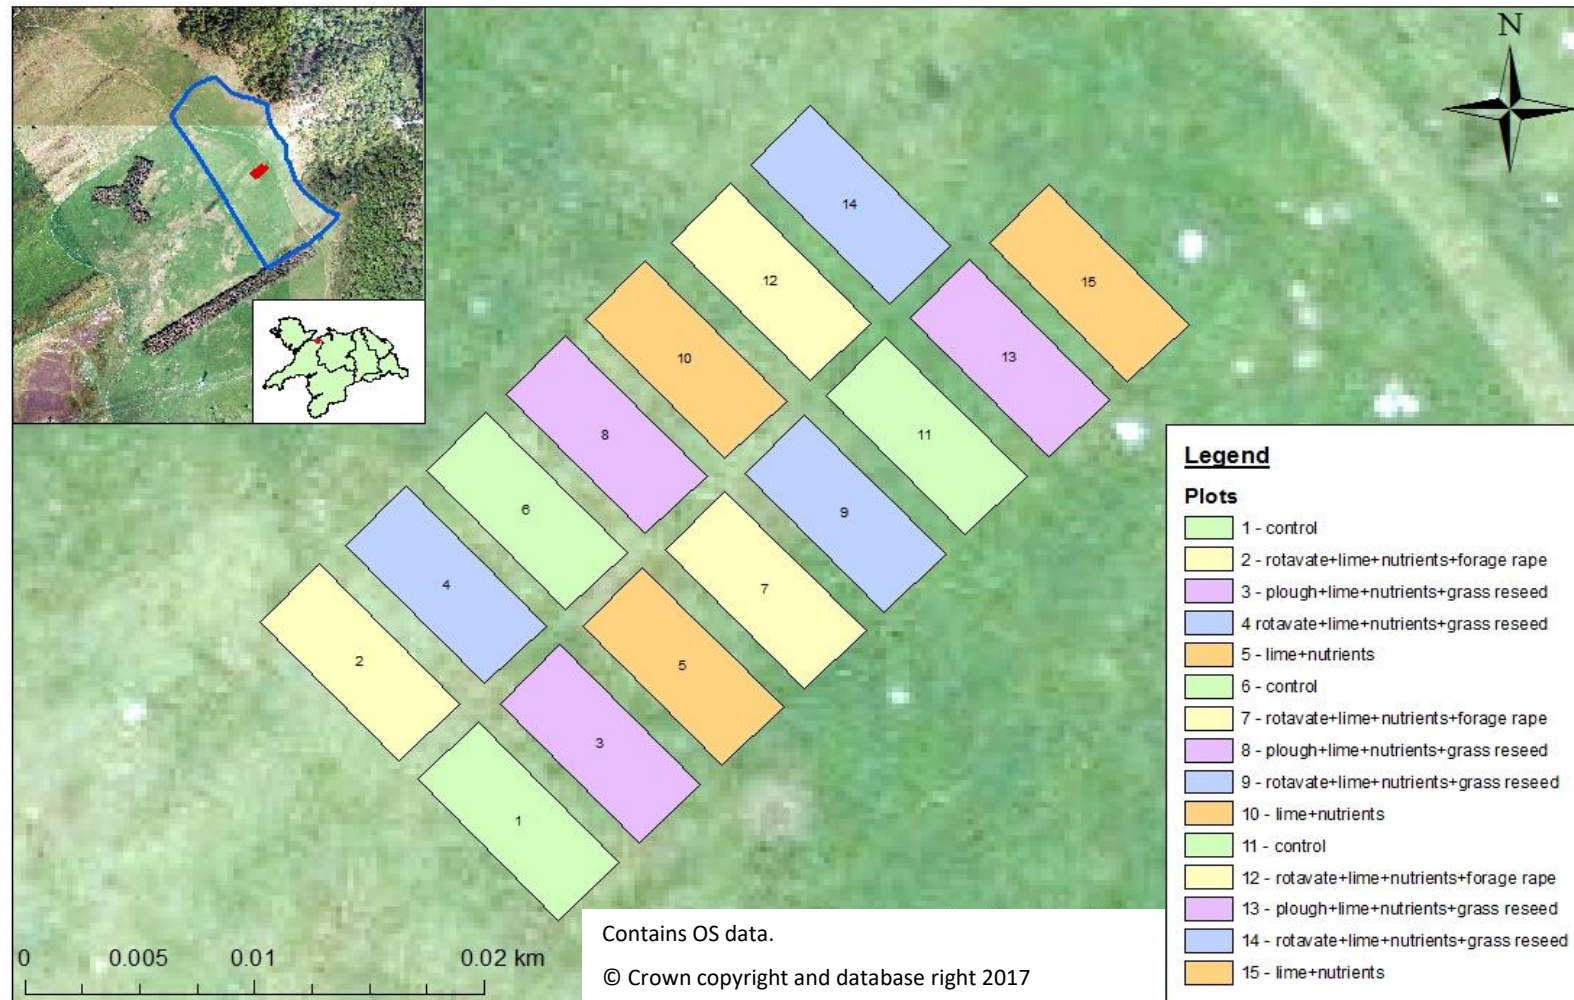 N
14
15
12
13
10
11
8
9
6
7
4
5
2
3
1
Legend
Plots
1 - control
2 - rotavate+lime+nutrients+forage rape
3 - plough+lime+nutrients+grass reseed
4 rotavate+lime+nutrients+grass reseed
5 - lime+nutrients
6 - control
7 - rotavate+lime+nutrients+forage rape
8 - plough+lime+nutrients+grass reseed
9 - rotavate+lime+nutrients+grass reseed
10 - lime+nutrients
11 - control
12 - rotavate+lime+nutrients+forage rape
13 - plough+lime+nutrients+grass reseed
14 - rotavate+lime+nutrients+grass reseed
15 - lime+nutrients
0 0.005 0.01 0.02 km
Contains OS data.
© Crown copyright and database right 2017